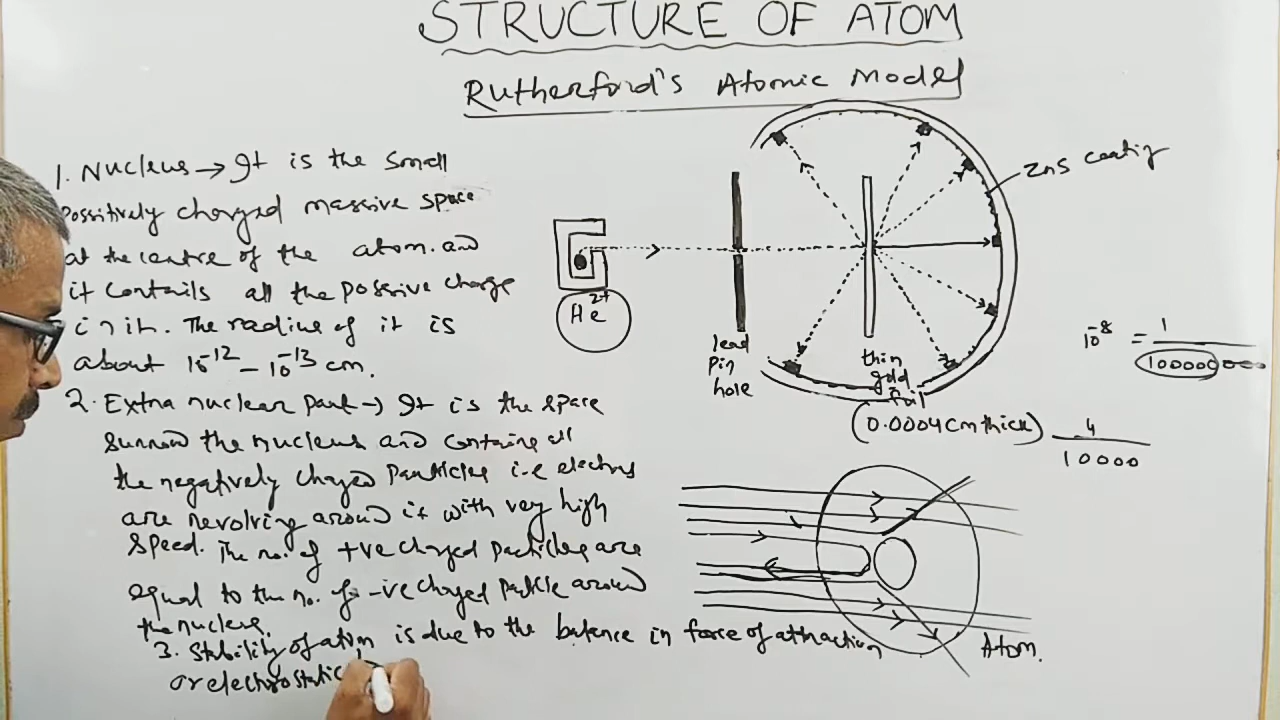 STRUCTURE OF ATOM
Rutherford's Atomic Model
1. Nucleus → It is the small
Possitively charged massive space
at the centre of the atom. and
it contails all the possive charge
in it. The radius of it is
about 10⁻¹² - 10⁻¹³ cm.
2. Extra nuclear part → It is the space
surrow the nucleus and contains all
the negatively charged particles i.e electrons
are revolving around it with very high
speed. The no. of +ve charged particles are
equal to the no. of -ve charged particle around
the nucleus.
3. Stability of atom is due to the balence in force of attraction
or electrostatic
ZnS coating
He²⁺
lead
pin
hole
thin
gold
foil
(0.0004 cm thick)
4
10000
10⁻⁸ = 1
100000000
Atom.